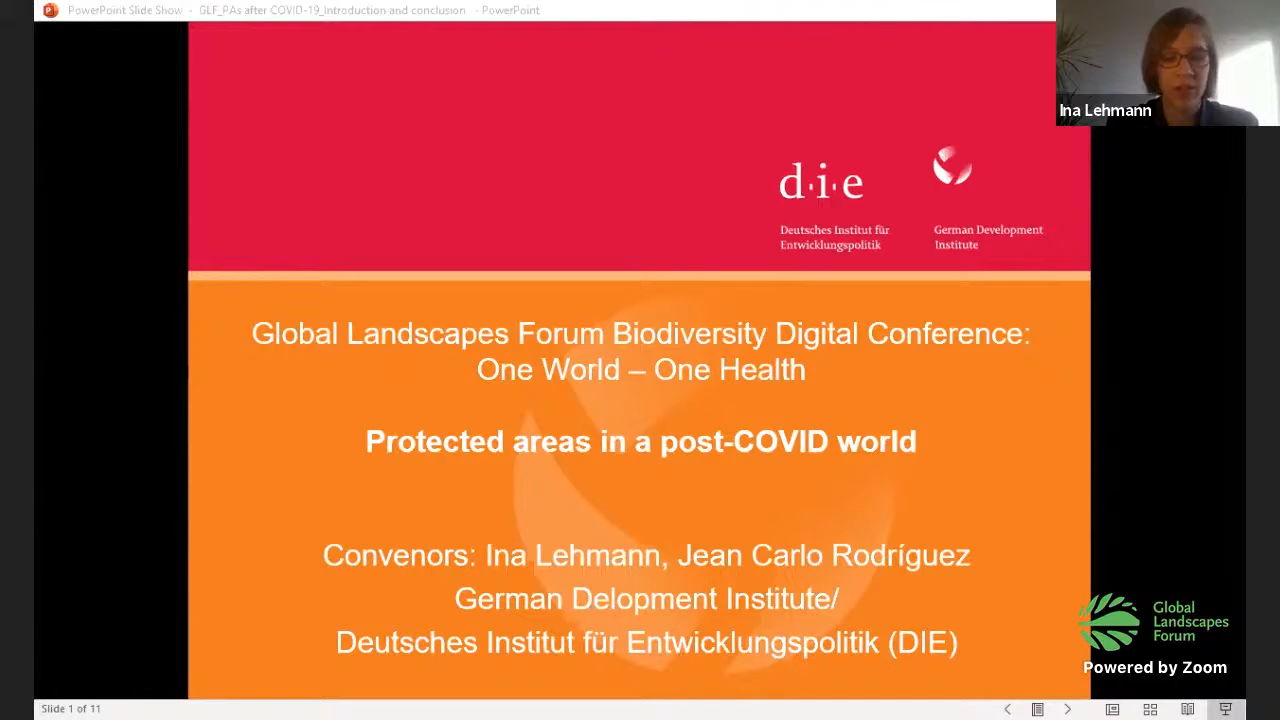 PowerPoint Slide Show - GLF_PAs after COVID-19_Introduction and conclusion - PowerPoint
Ina Lehmann
d·i·e
Deutsches Institut für
Entwicklungspolitik
German Development
Institute
Global Landscapes Forum Biodiversity Digital Conference:
One World – One Health
Protected areas in a post-COVID world
Convenors: Ina Lehmann, Jean Carlo Rodríguez
German Delopment Institute/
Deutsches Institut für Entwicklungspolitik (DIE)
Global
Landscapes
Forum
Powered by Zoom
Slide 1 of 11